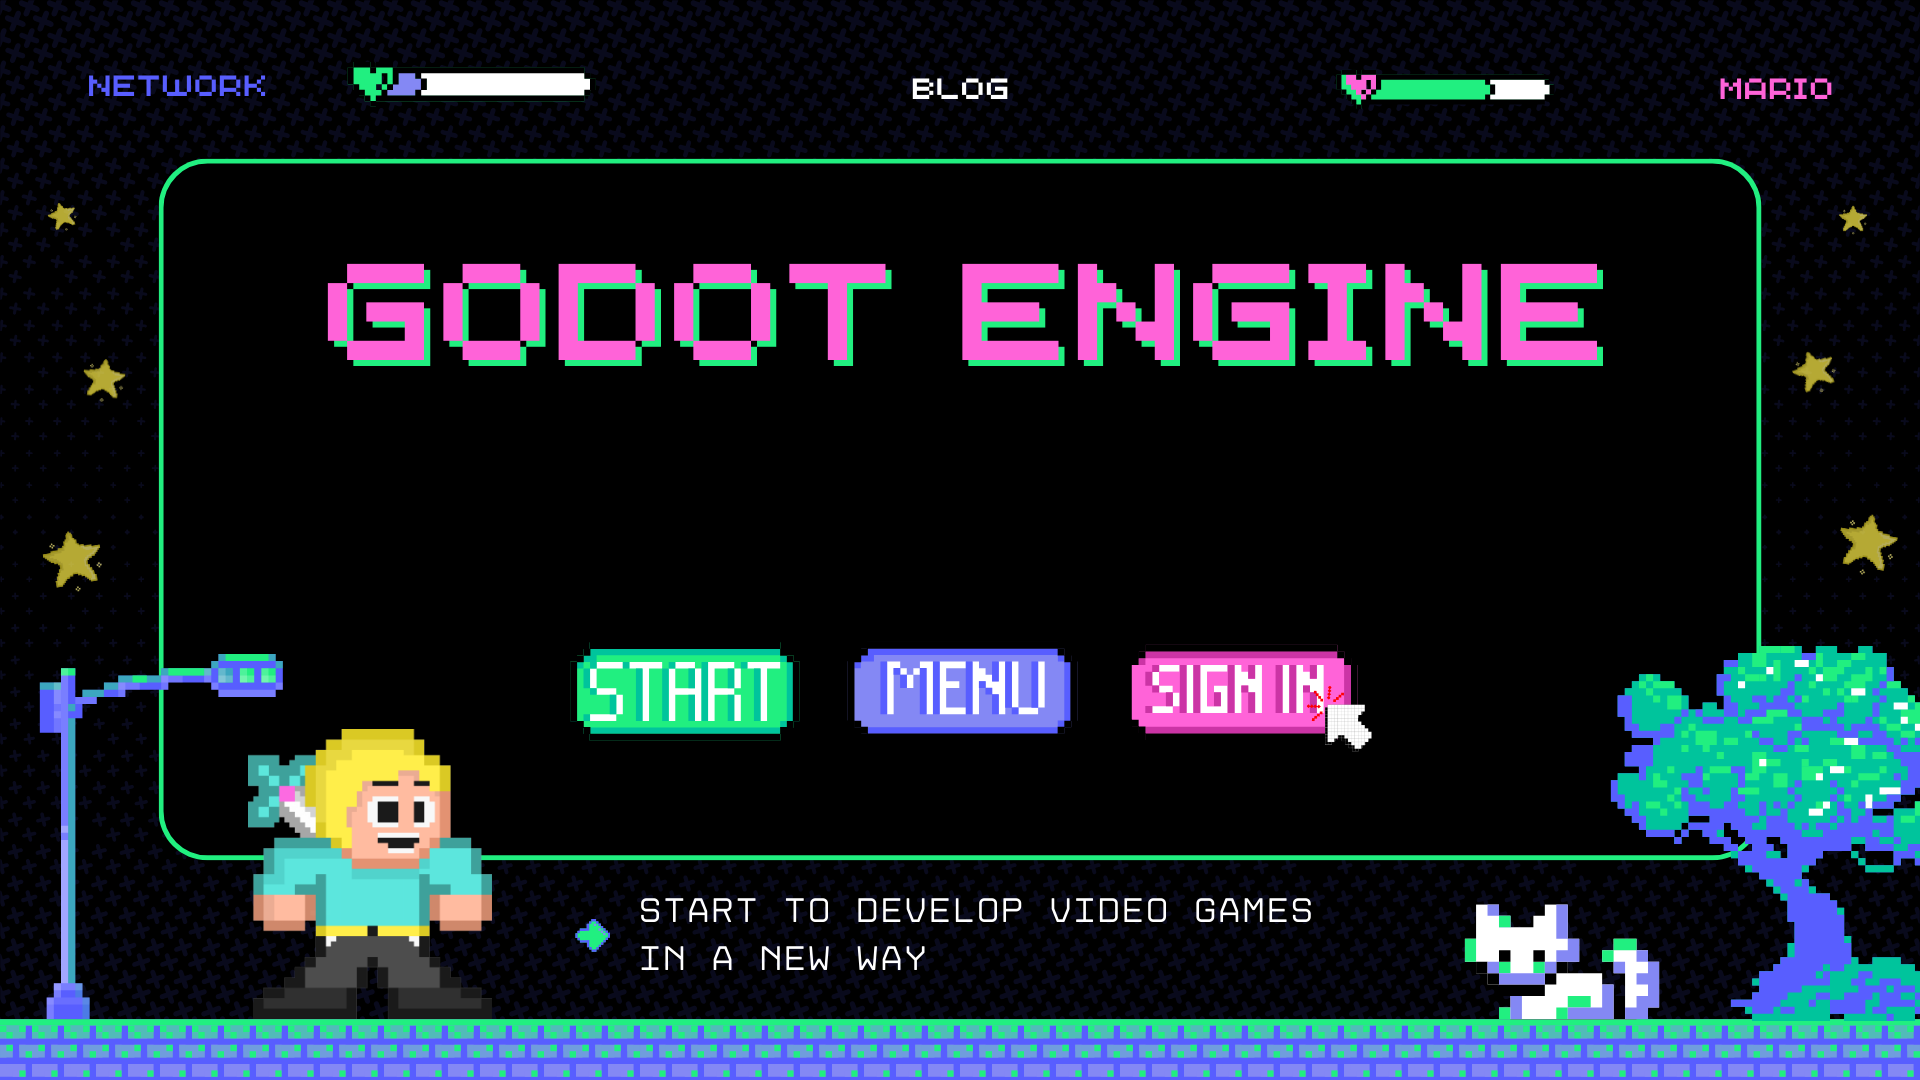 NETWORK
BLOG
MARIO
GODOT ENGINE
START
MENU
SIGN IN
START TO DEVELOP VIDEO GAMES
IN A NEW WAY